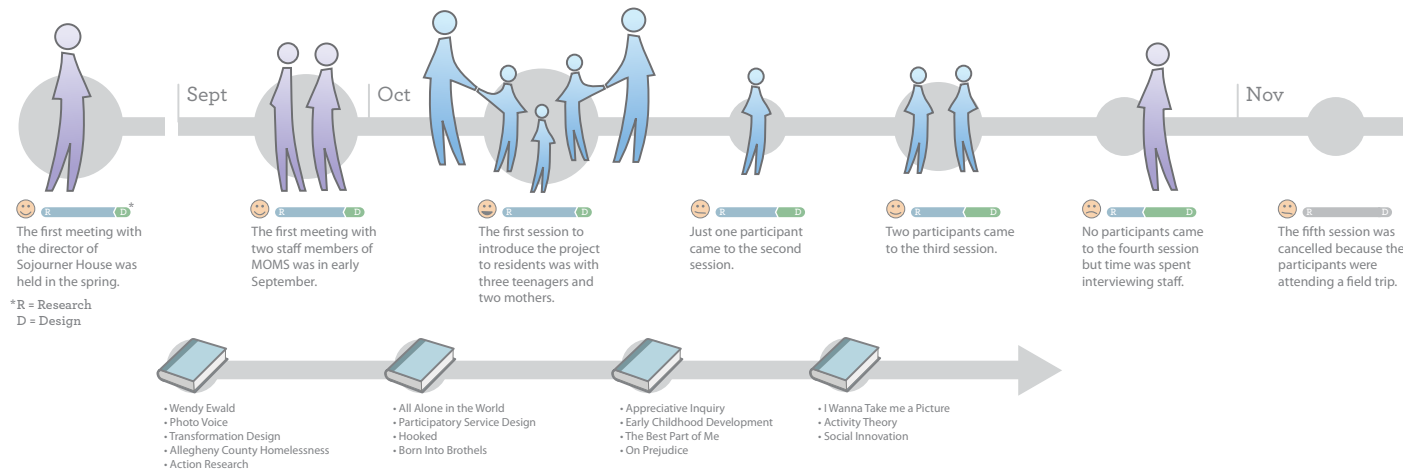 Sept
Oct
Nov
R D*
The first meeting with
the director of
Sojourner House was
held in the spring.
*R = Research
D = Design
R D
The first meeting with
two staff members of
MOMS was in early
September.
R D
The first session to
introduce the project
to residents was with
three teenagers and
two mothers.
R D
Just one participant
came to the second
session.
R D
Two participants came
to the third session.
R D
No participants came
to the fourth session
but time was spent
interviewing staff.
R D
The fifth session was
cancelled because the
participants were
attending a field trip.
• Wendy Ewald
• Photo Voice
• Transformation Design
• Allegheny County Homelessness
• Action Research
• All Alone in the World
• Participatory Service Design
• Hooked
• Born Into Brothels
• Appreciative Inquiry
• Early Childhood Development
• The Best Part of Me
• On Prejudice
• I Wanna Take me a Picture
• Activity Theory
• Social Innovation